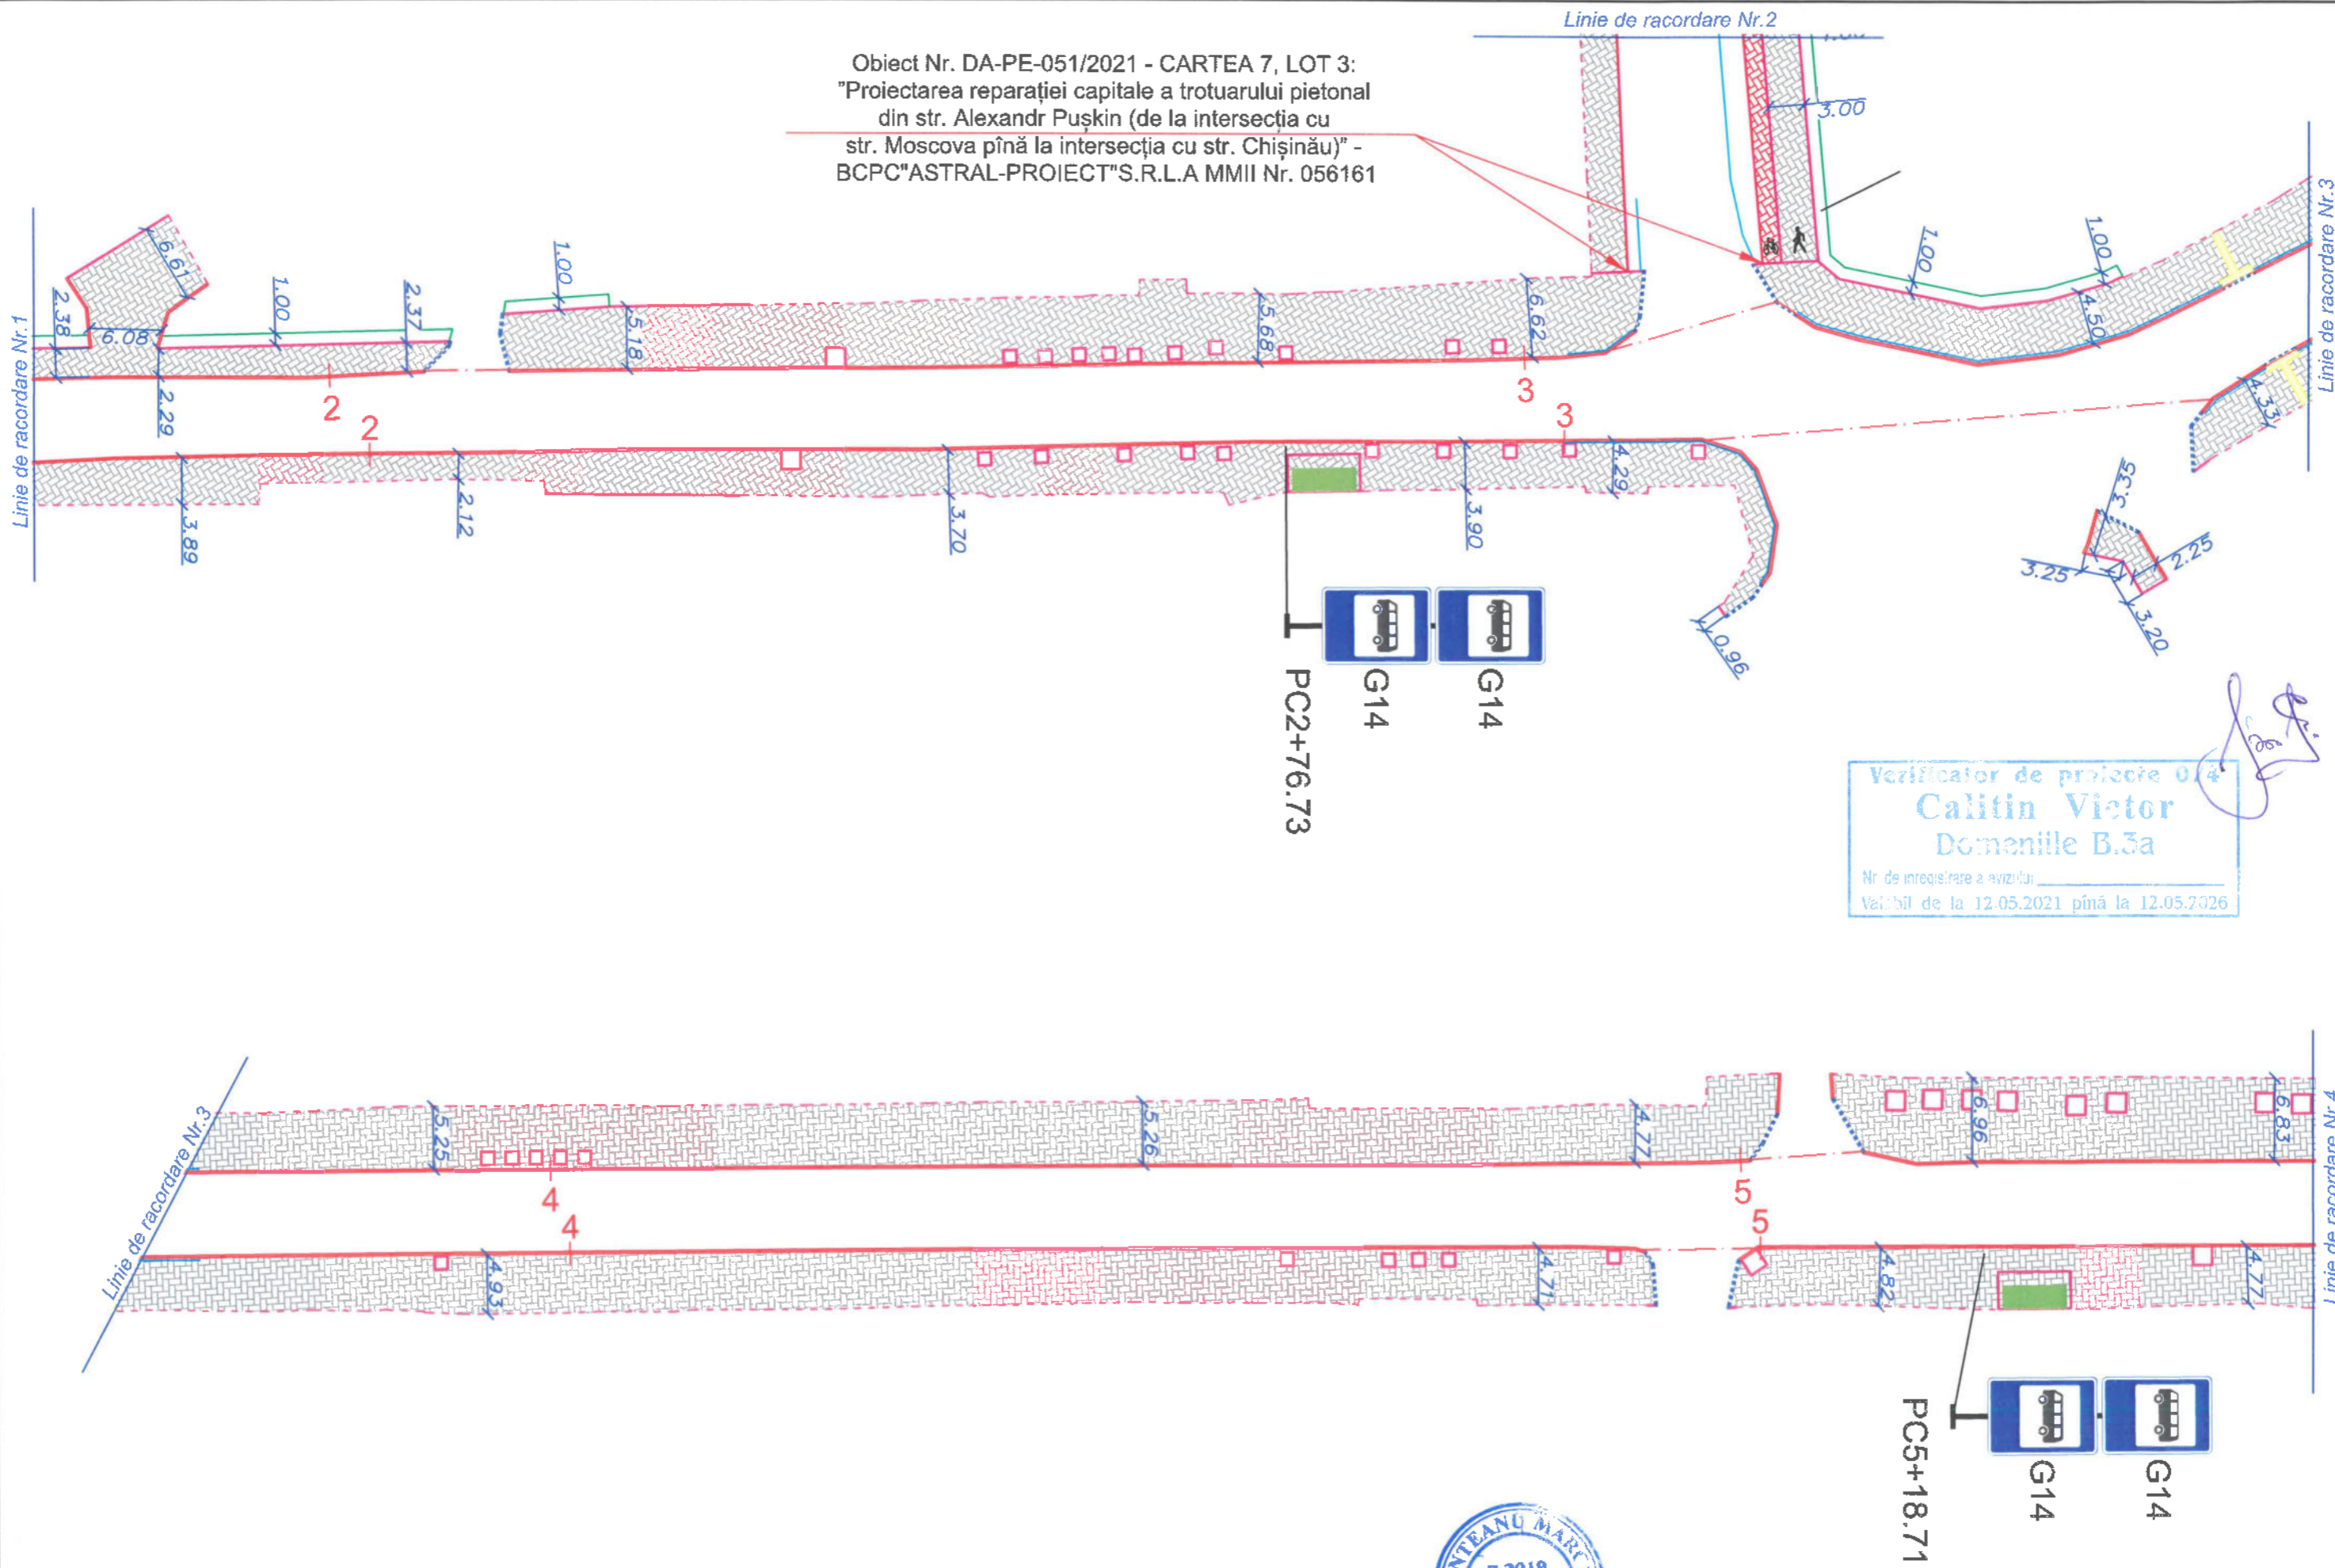 Linie de racordare Nr.2
Obiect Nr. DA-PE-051/2021 - CARTEA 7, LOT 3:
"Proiectarea reparației capitale a trotuarului pietonal
din str. Alexandr Pușkin (de la intersecția cu
str. Moscova pînă la intersecția cu str. Chișinău)" -
BCPC"ASTRAL-PROIECT"S.R.L.A MMII Nr. 056161
3.00
Linie de racordare Nr.3
Linie de racordare Nr.1
2.38
6.61
6.08
2.29
1.00
2.37
1.00
5.18
5.68
6.62
1.00
1.00
4.50
4.33
2
2
3
3
3.89
2.12
3.70
3.90
4.29
0.96
3.35
2.25
3.25
3.20
G14
G14
PC2+76.73
Verificator de proiecte 074
Calitin Victor
Domeniile B.3a
Nr de inregistrare a avizului
Valabil de la 12.05.2021 pînă la 12.05.2026
Linie de racordare Nr.3
5.25
5.26
4.77
6.96
6.83
Linie de racordare Nr.4
4
4
5
5
4.93
4.71
4.82
4.77
PC5+18.71
G14
G14